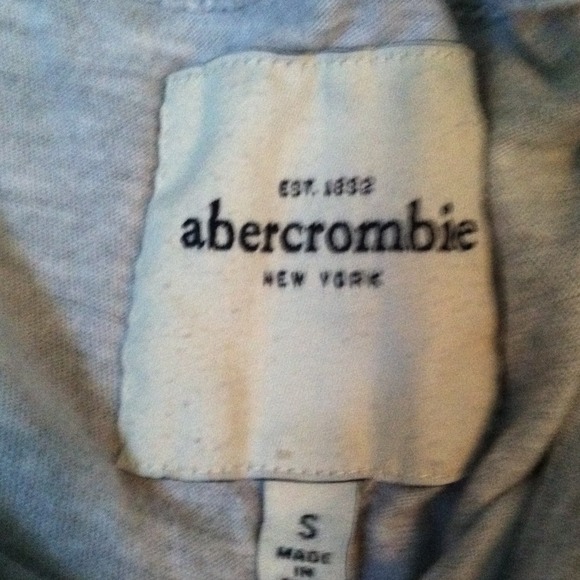 EST. 1892
abercrombie
NEW YORK
S
MADE
IN